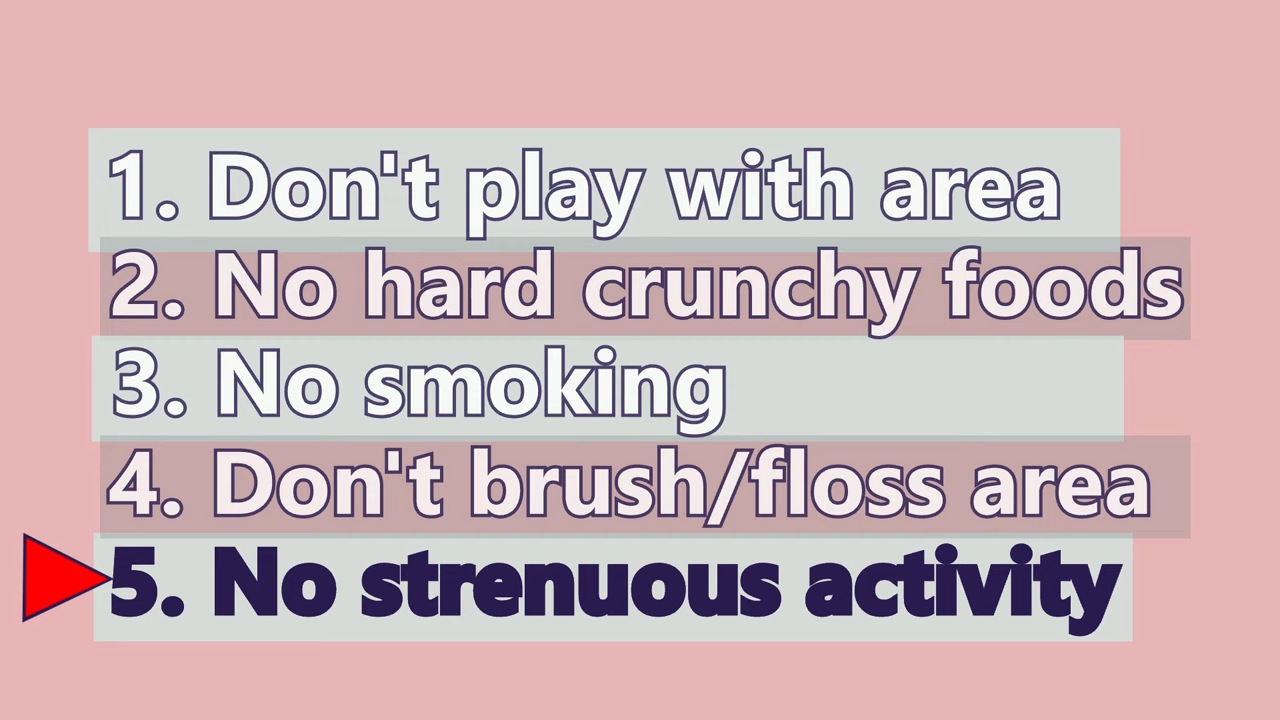 1. Don't play with area
2. No hard crunchy foods
3. No smoking
4. Don't brush/floss area
5. No strenuous activity